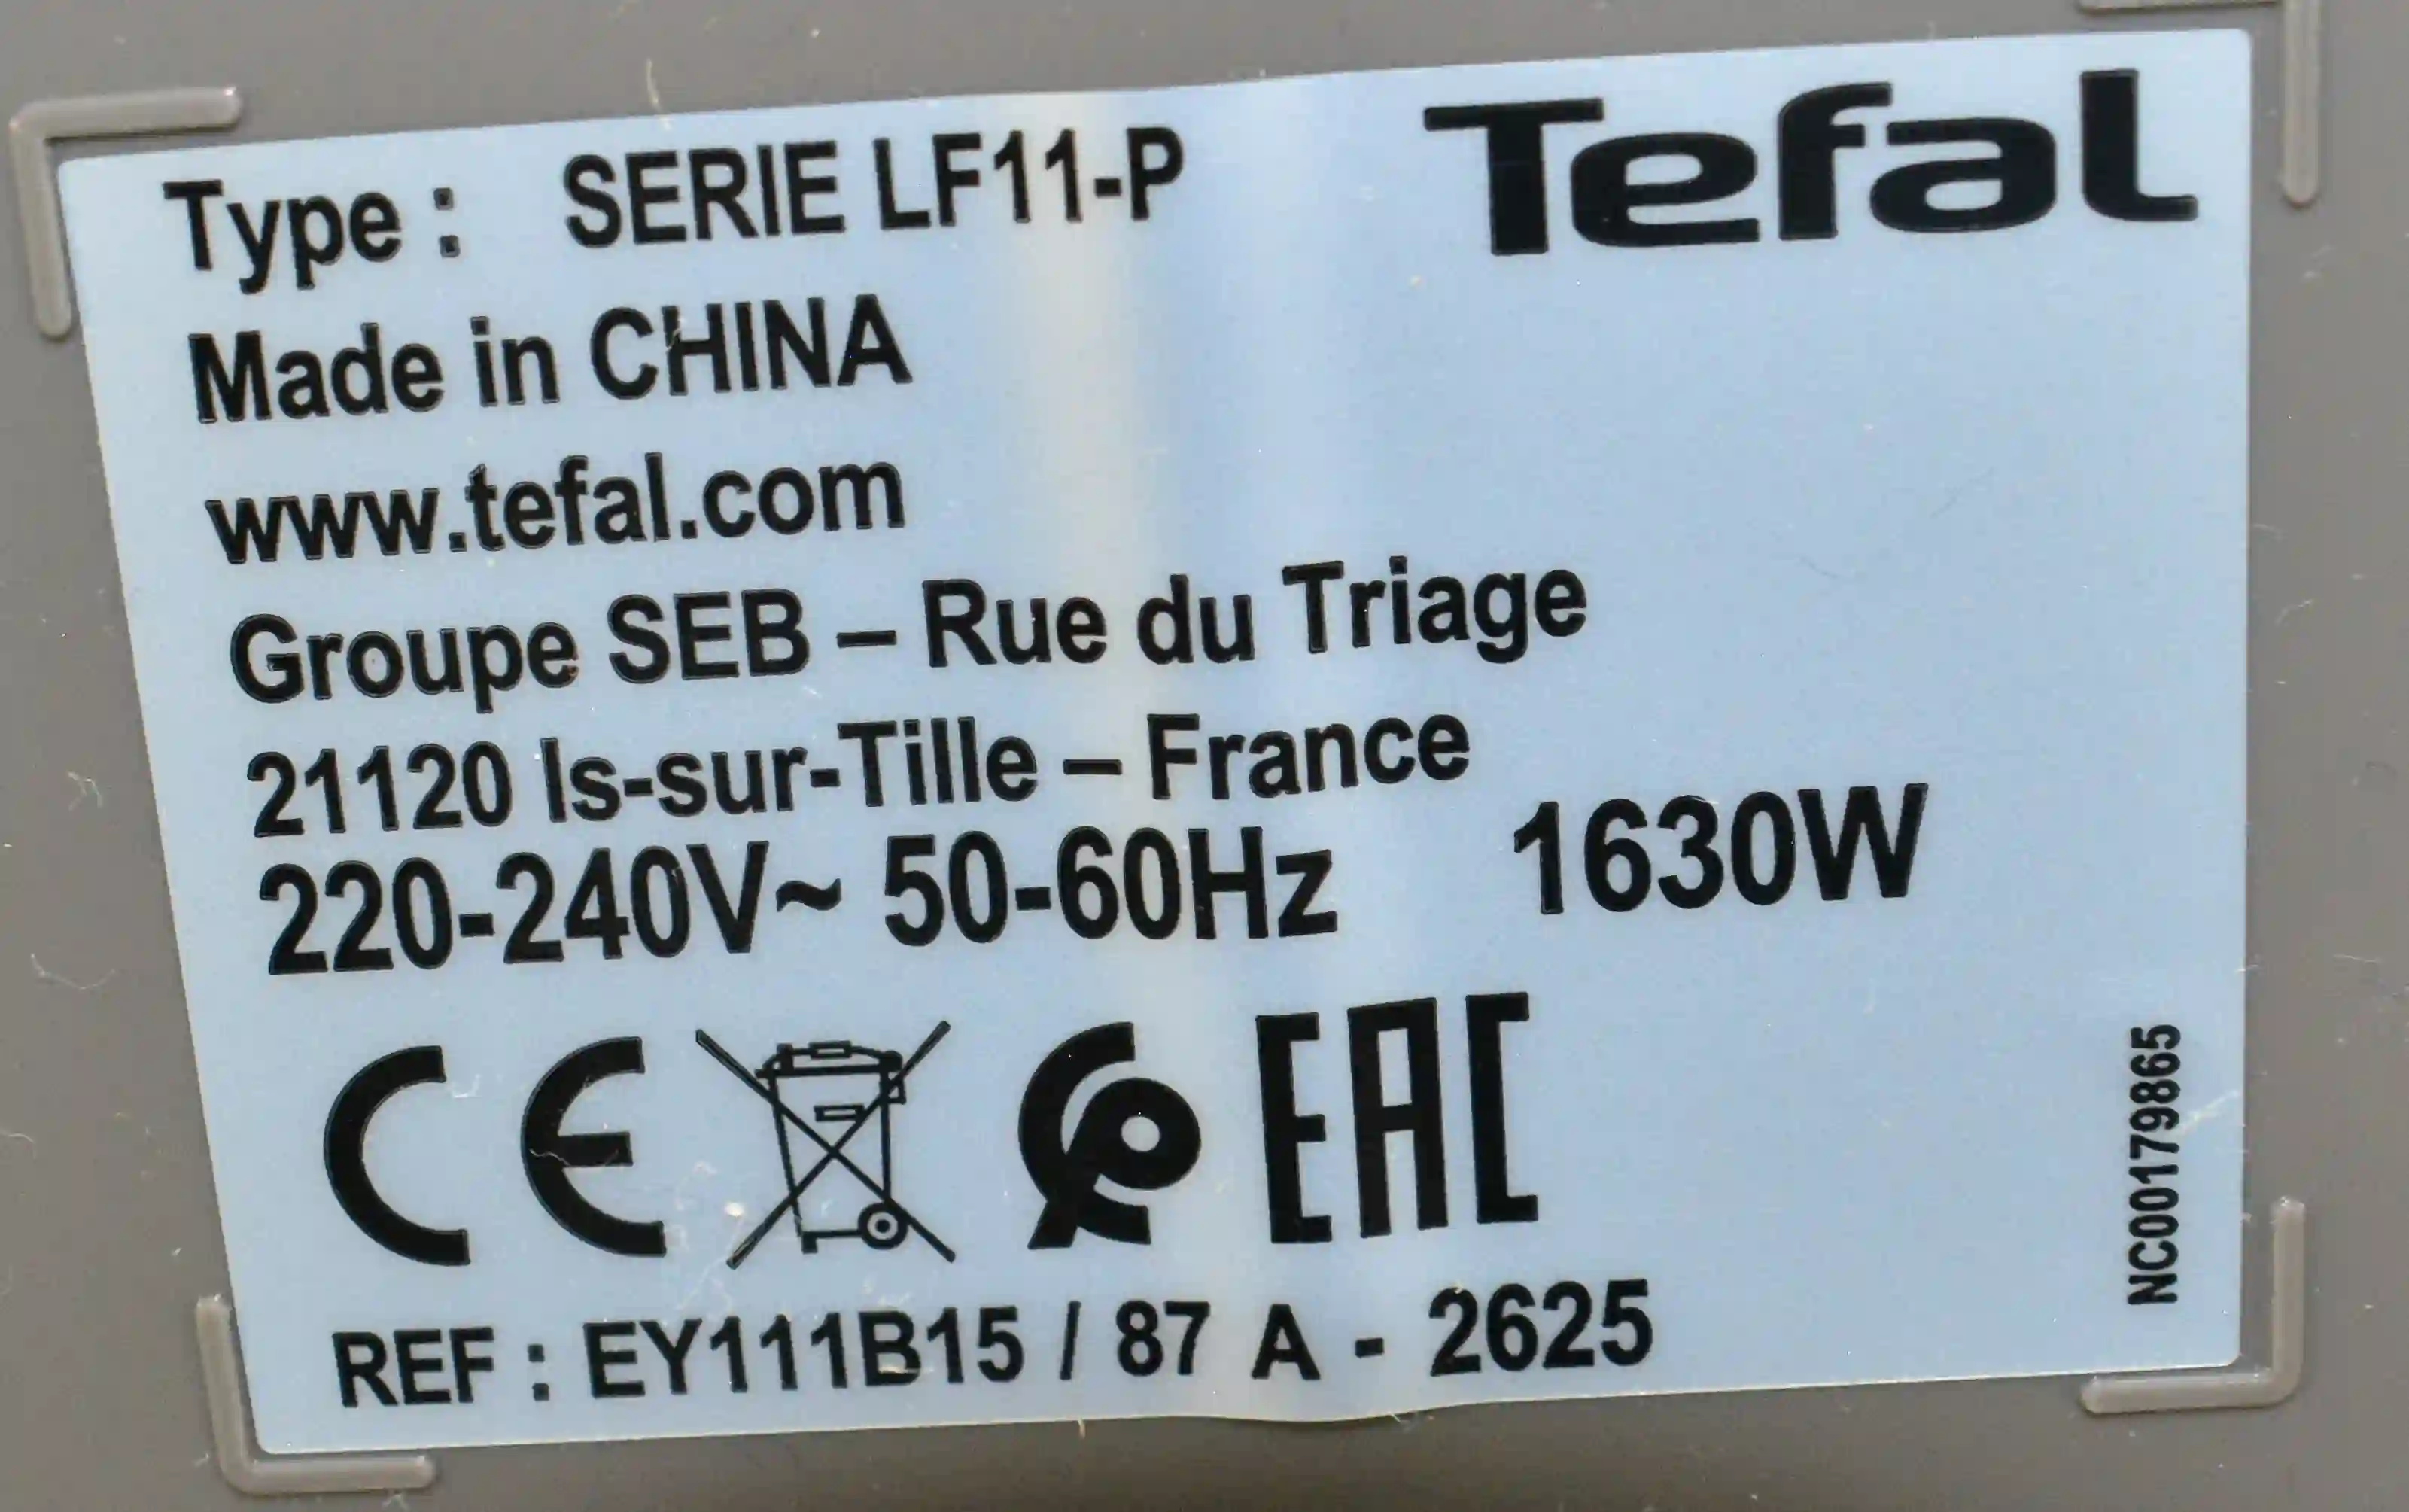 Tefal
Type : SERIE LF11-P
Made in CHINA
www.tefal.com
Groupe SEB – Rue du Triage
21120 Is-sur-Tille – France
220-240V~ 50-60Hz 1630W
CE EAC
REF : EY111B15 / 87 A - 2625
NC00179865